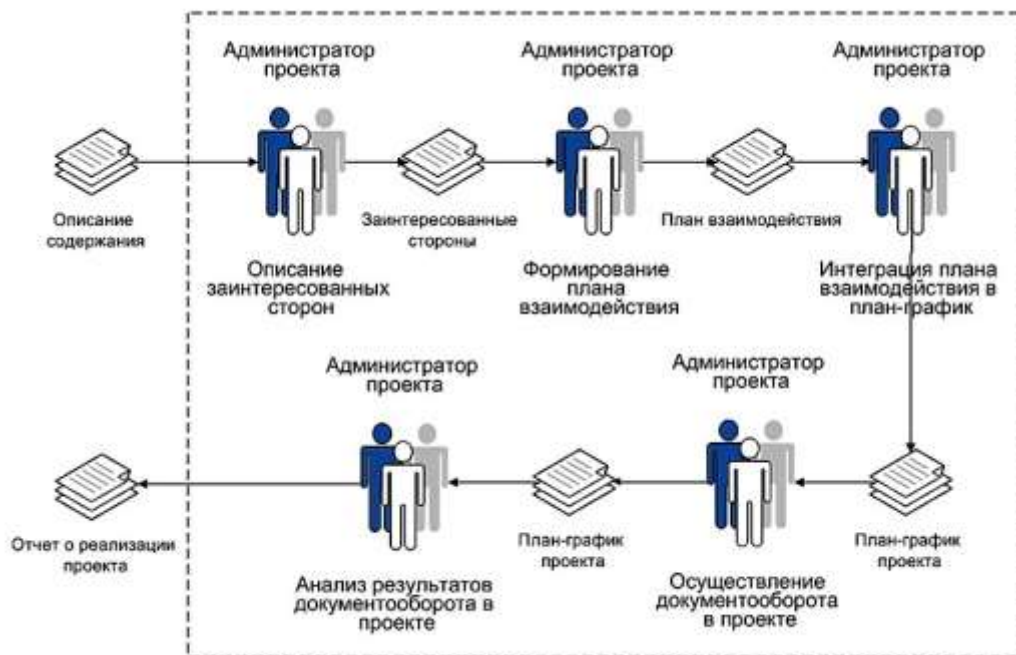 Администратор
проекта
Администратор
проекта
Администратор
проекта
Описание
содержания
Заинтересованные
стороны
План взаимодействия
Описание
заинтересованных
сторон
Формирование
плана
взаимодействия
Интеграция плана
взаимодействия в
план-график
Администратор
проекта
Администратор
проекта
Отчет о реализации
проекта
План-график
проекта
План-график
проекта
Анализ результатов
документооборота в
проекте
Осуществление
документооборота
в проекте